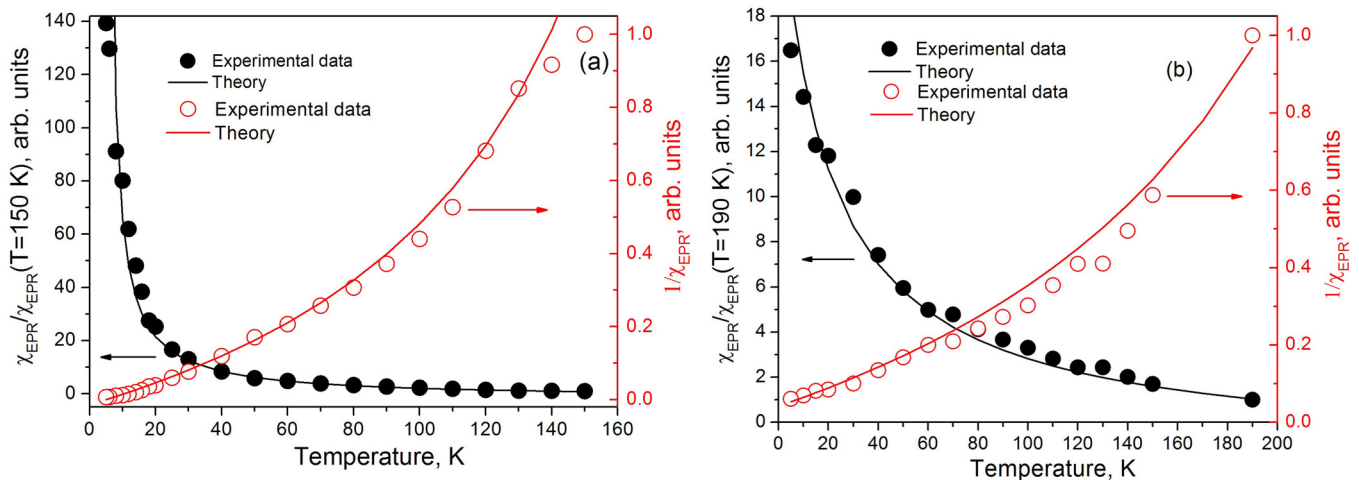 140
120
100
80
60
40
20
0
χEPR/χEPR(T=150 K), arb. units
Experimental data
Theory
Experimental data
Theory
(a)
1.0
0.8
0.6
0.4
0.2
0.0
1/χEPR, arb. units
0 20 40 60 80 100 120 140 160
Temperature, K
18
16
14
12
10
8
6
4
2
0
χEPR/χEPR(T=190 K), arb. units
Experimental data
Theory
Experimental data
Theory
(b)
1.0
0.8
0.6
0.4
0.2
0.0
1/χEPR, arb. units
0 20 40 60 80 100 120 140 160 180 200
Temperature, K